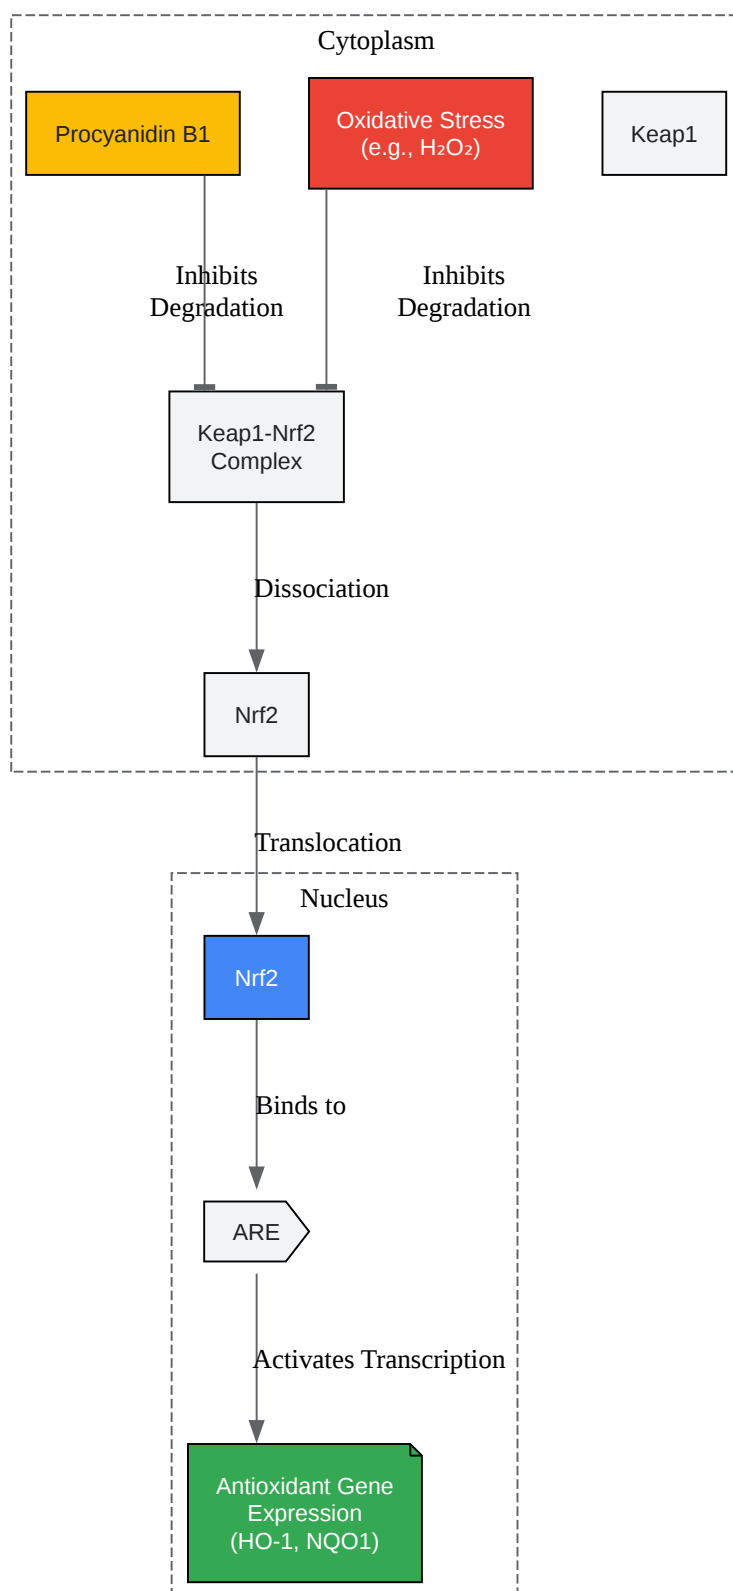 Cytoplasm
Procyanidin B1
Oxidative Stress
(e.g., H₂O₂)
Keap1
Inhibits
Degradation
Inhibits
Degradation
Keap1-Nrf2
Complex
Dissociation
Nrf2
Translocation
Nucleus
Nrf2
Binds to
ARE
Activates Transcription
Antioxidant Gene
Expression
(HO-1, NQO1)